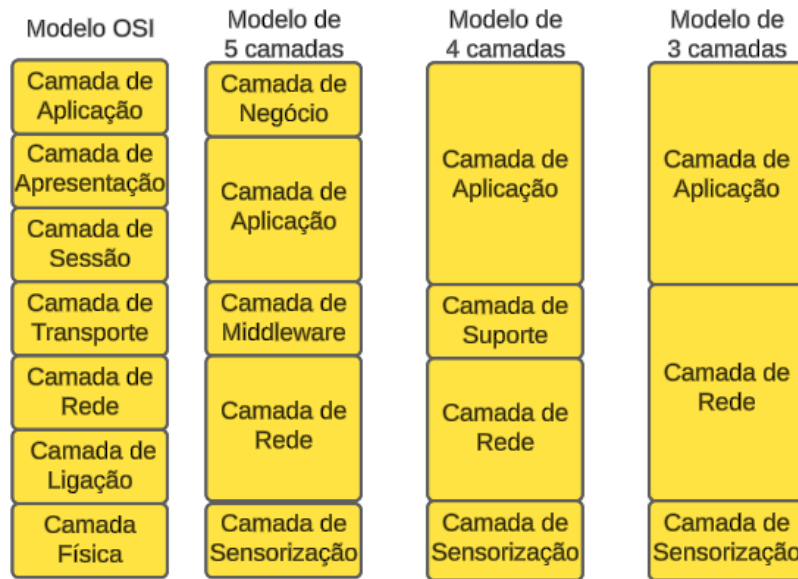 Modelo OSI
Camada de
Aplicação
Camada de
Apresentação
Camada de
Sessão
Camada de
Transporte
Camada de
Rede
Camada de
Ligação
Camada
Física
Modelo de
5 camadas
Camada de
Negócio
Camada de
Aplicação
Camada de
Middleware
Camada de
Rede
Camada de
Sensorização
Modelo de
4 camadas
Camada de
Aplicação
Camada de
Suporte
Camada de
Rede
Camada de
Sensorização
Modelo de
3 camadas
Camada de
Aplicação
Camada de
Rede
Camada de
Sensorização